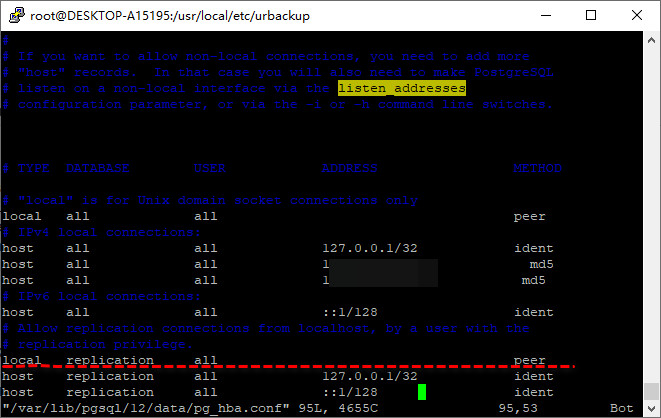 root@DESKTOP-A15195:/usr/local/etc/urbackup
#
# If you want to allow non-local connections, you need to add more
# "host" records.  In that case you will also need to make PostgreSQL
# listen on a non-local interface via the listen_addresses
# configuration parameter, or via the -i or -h command line switches.
# TYPE  DATABASE        USER            ADDRESS                 METHOD
# "local" is for Unix domain socket connections only
local   all             all                                     peer
# IPv4 local connections:
host    all             all             127.0.0.1/32            ident
host    all             all             1                         md5
host    all             all             1                        md5
# IPv6 local connections:
host    all             all             ::1/128                 ident
# Allow replication connections from localhost, by a user with the
# replication privilege.
local   replication     all                                     peer
host    replication     all             127.0.0.1/32            ident
host    replication     all             ::1/128                 ident
"/var/lib/pgsql/12/data/pg_hba.conf" 95L, 4655C               95,53         Bot